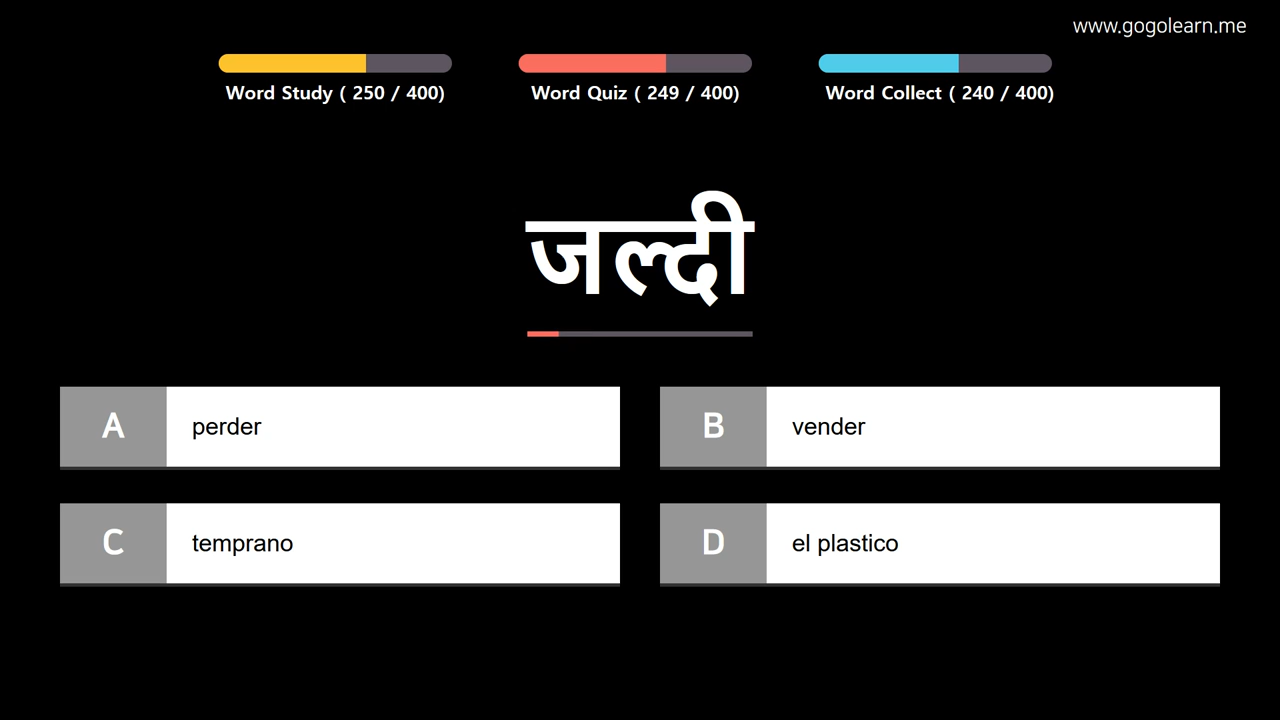 www.gogolearn.me
Word Study ( 250 / 400)
Word Quiz ( 249 / 400)
Word Collect ( 240 / 400)
जल्दी
A perder
B vender
C temprano
D el plastico